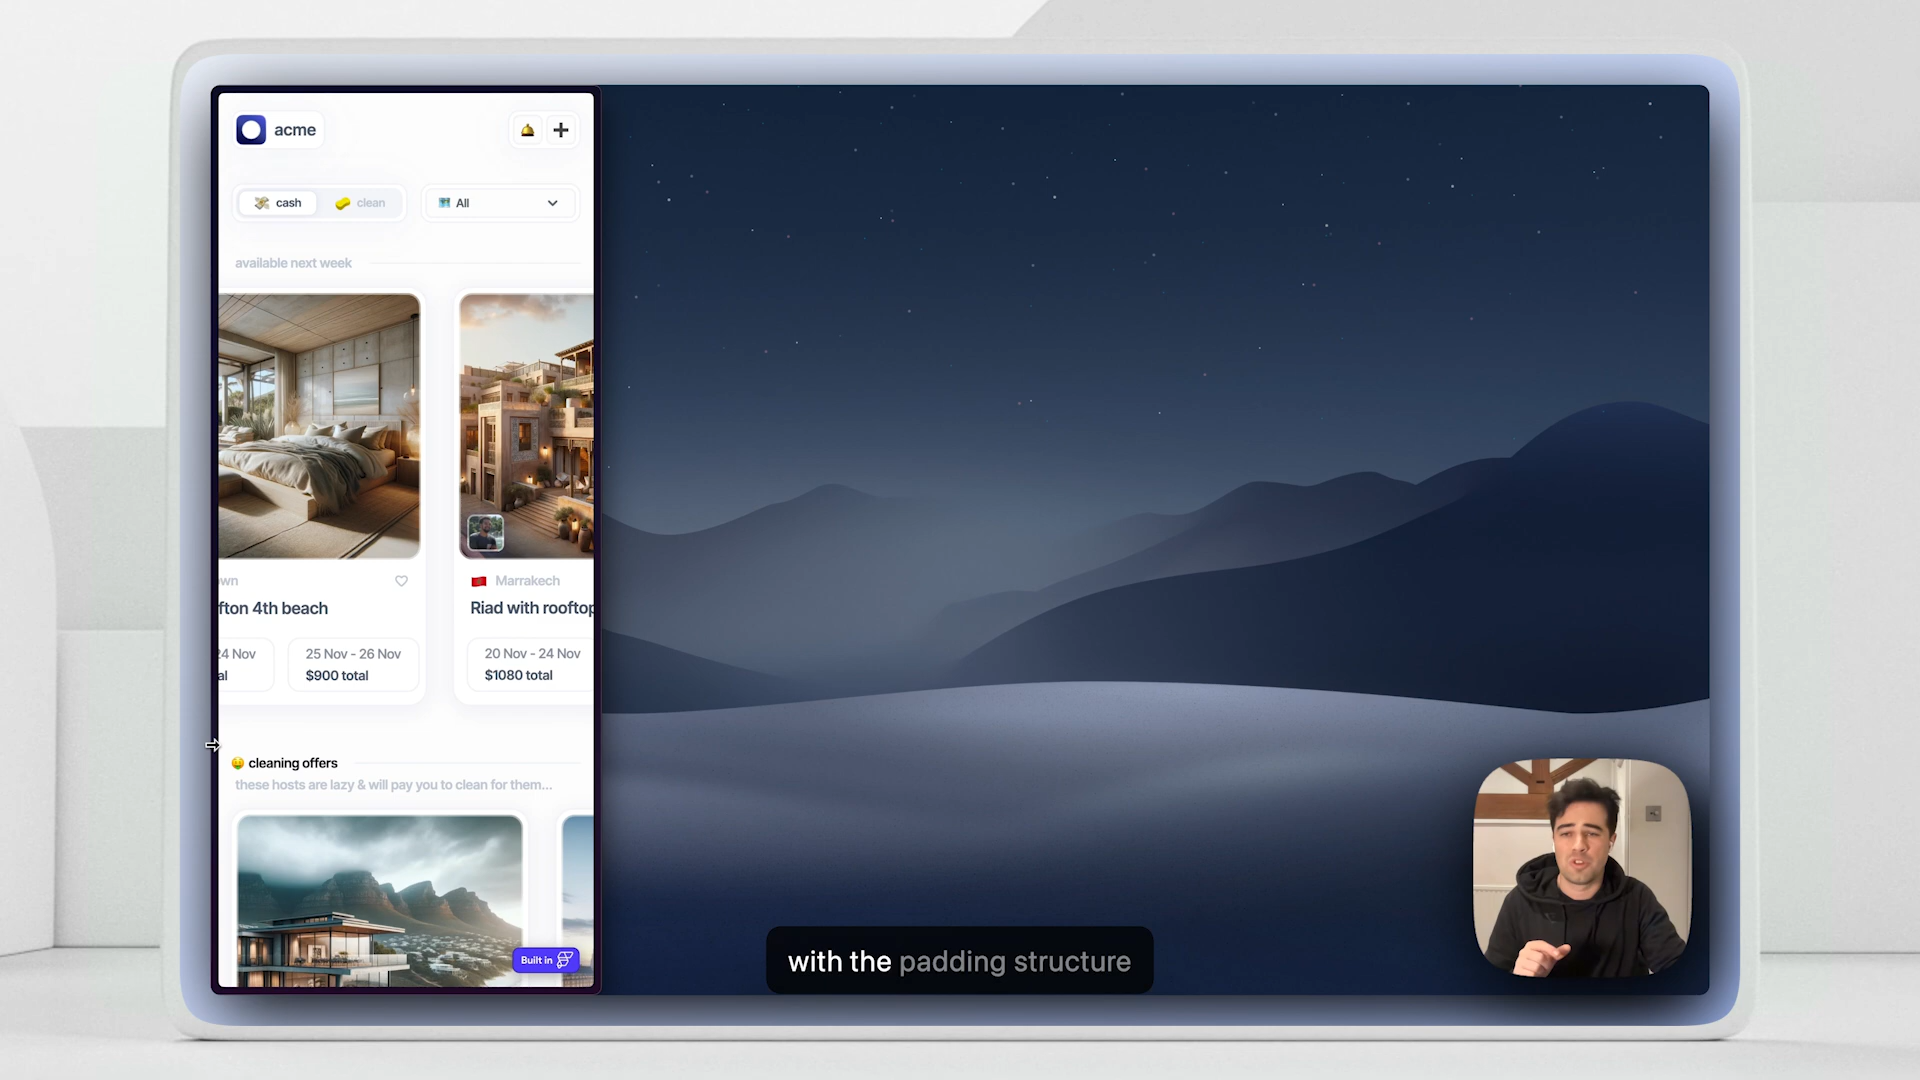 acme
cash
clean
All
available next week
wn
Marrakech
fton 4th beach
Riad with rooftop
24 Nov
al
25 Nov - 26 Nov
$900 total
20 Nov - 24 Nov
$1080 total
cleaning offers
these hosts are lazy & will pay you to clean for them...
Built in
with the padding structure